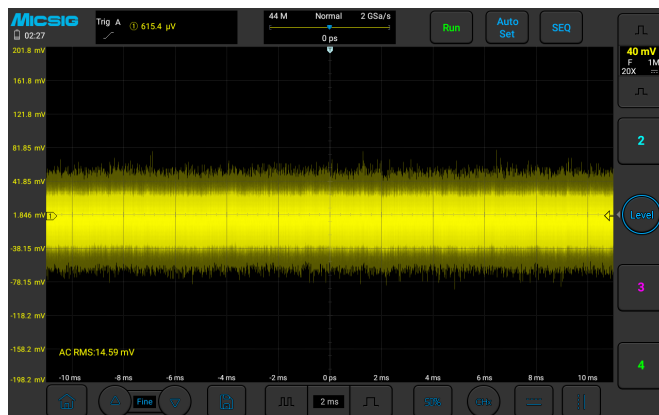 Micsig
02:27
Trig A ① 615.4 µV
44 M Normal 2 GSa/s
0 ps
Run
Auto Set
SEQ
40 mV
F 1M
20X
201.8 mV
161.8 mV
121.8 mV
81.85 mV
41.85 mV
1.846 mV
-38.15 mV
-78.15 mV
-118.2 mV
-158.2 mV
-198.2 mV
2
Level
3
4
AC RMS:14.59 mV
-10 ms -8 ms -6 ms -4 ms -2 ms 0 ps 2 ms 4 ms 6 ms 8 ms 10 ms
Fine
2 ms
50%